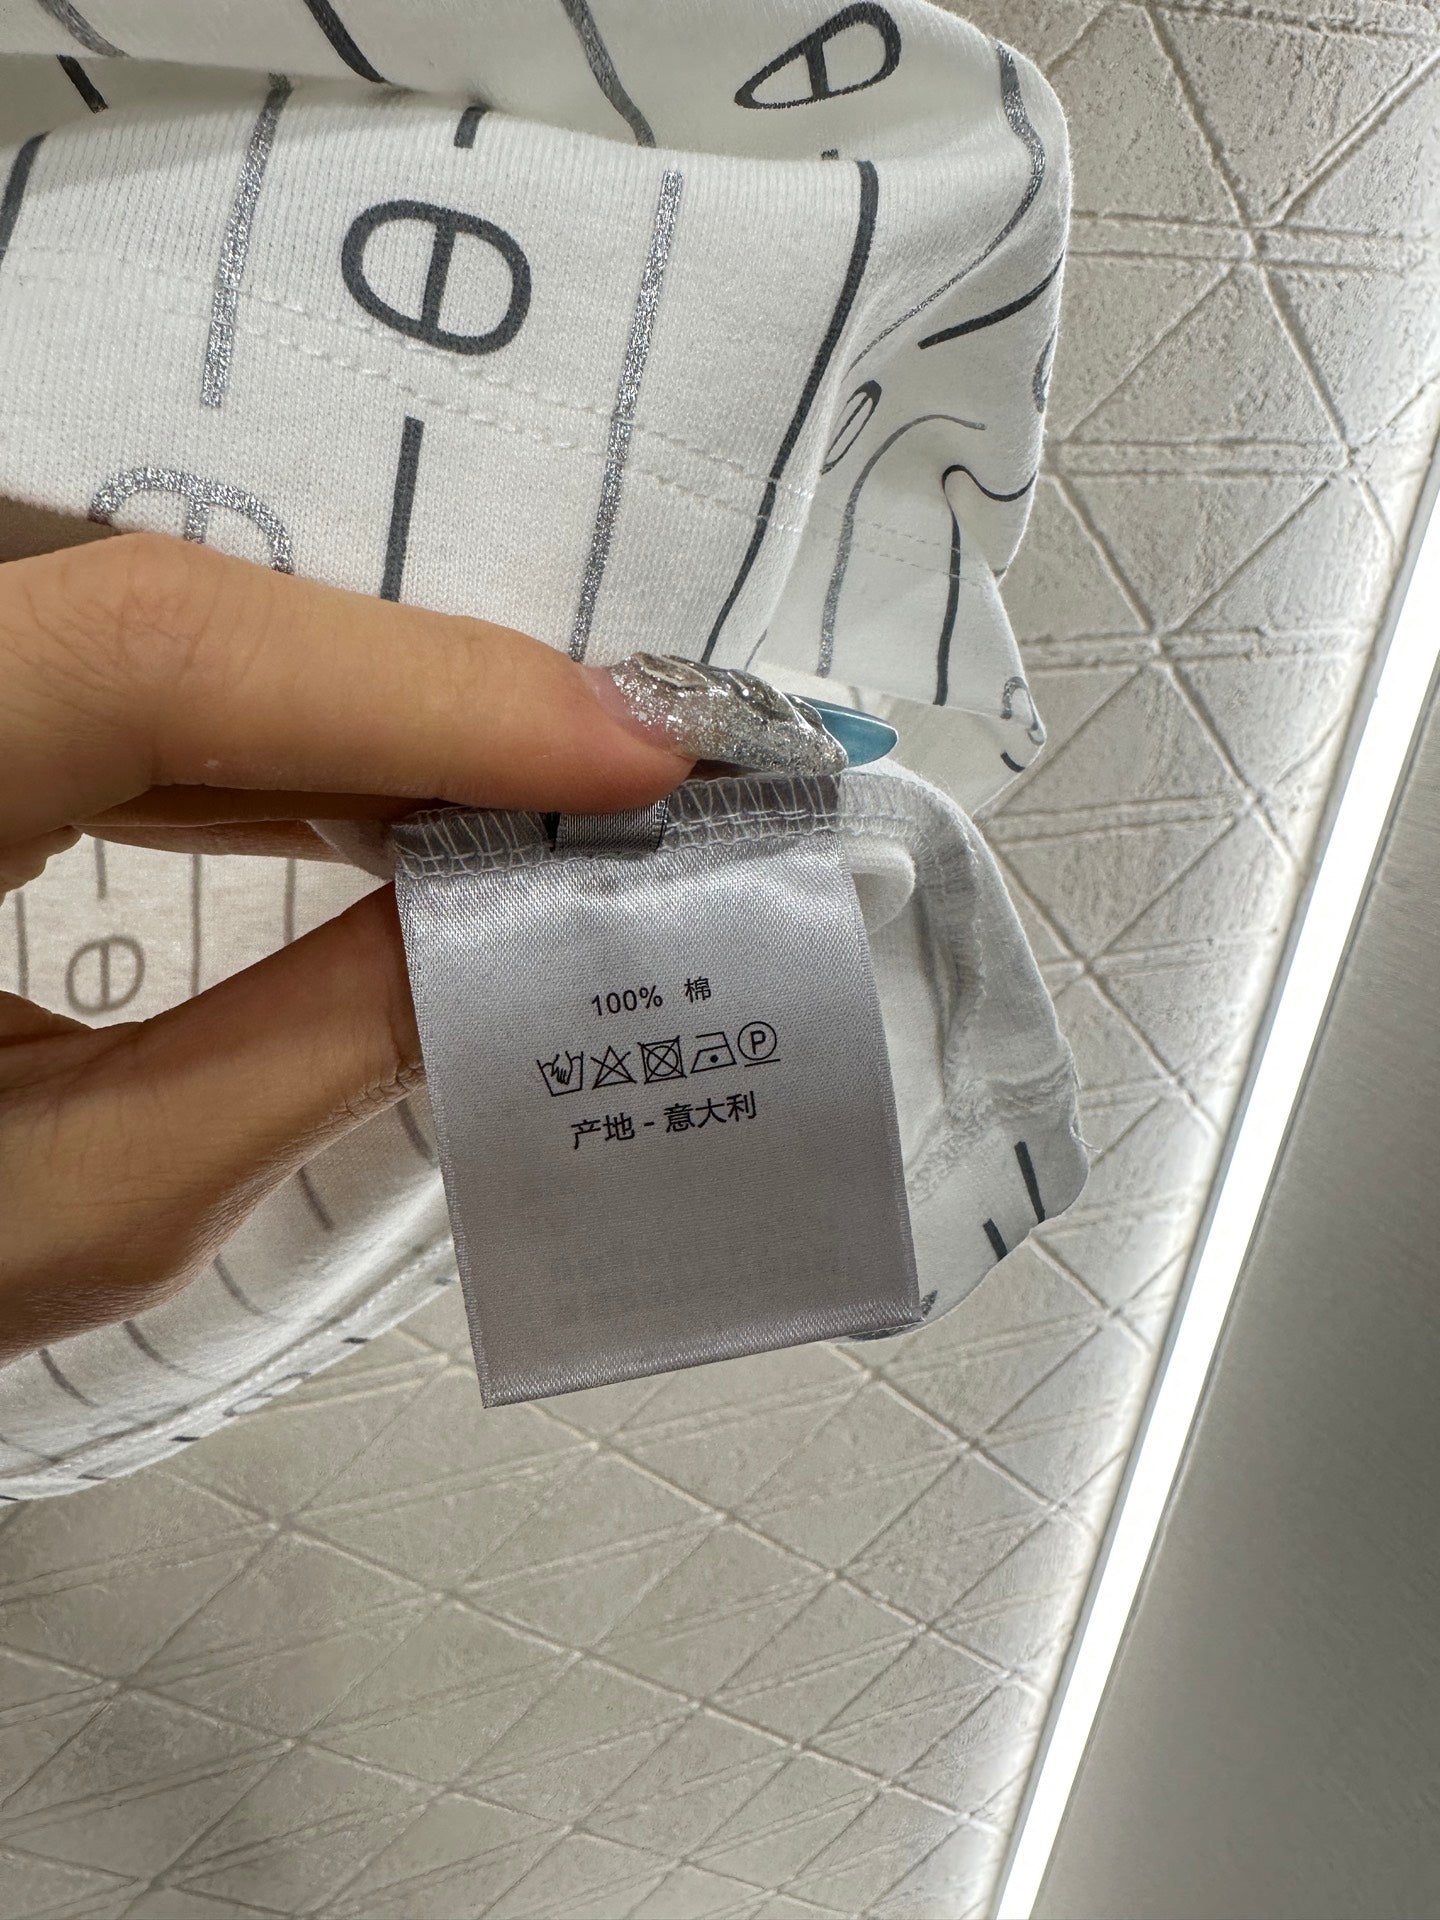 100% 棉
P
产地 - 意大利